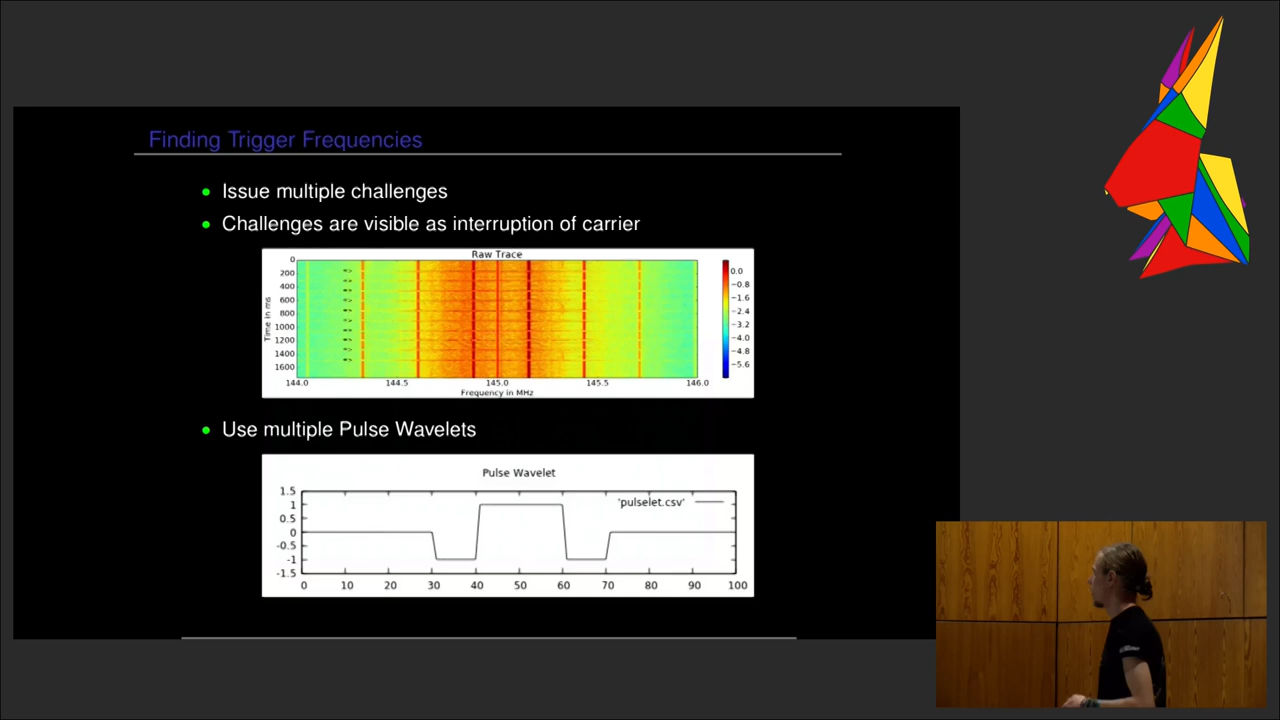 Finding Trigger Frequencies
Issue multiple challenges
Challenges are visible as interruption of carrier
Raw Trace
0
200
400
600
800
1000
1200
1400
1600
Time in ms
144.0 144.5 145.0 145.5 146.0
Frequency in MHz
0.0
−0.8
−1.6
−2.4
−3.2
−4.0
−4.8
−5.6
Use multiple Pulse Wavelets
Pulse Wavelet
'pulselet.csv'
1.5
1
0.5
0
-0.5
-1
-1.5
0 10 20 30 40 50 60 70 80 90 100